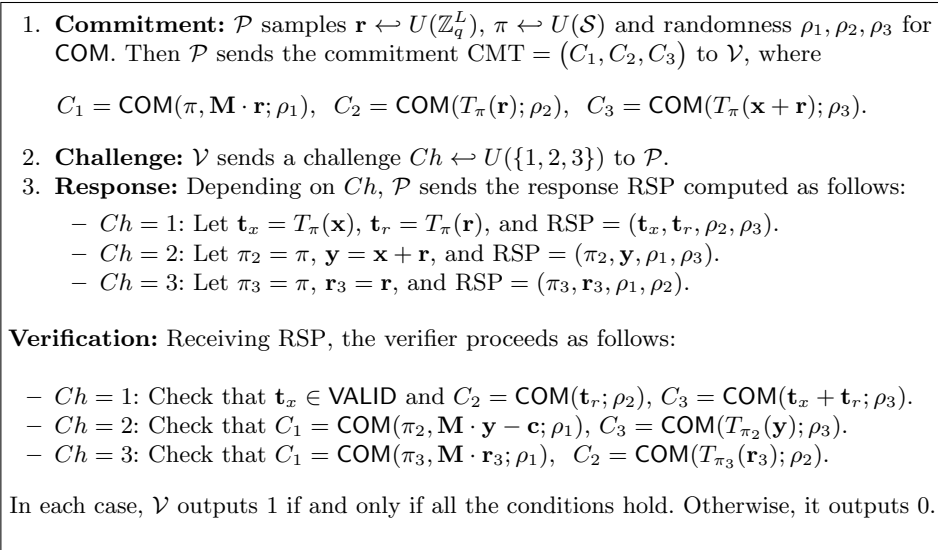 1. Commitment: 𝒫 samples 𝐫 ↩ U(ℤ_q^L), π ↩ U(𝒮) and randomness ρ₁, ρ₂, ρ₃ for
COM. Then 𝒫 sends the commitment CMT = (C₁, C₂, C₃) to 𝒱, where
C₁ = COM(π, 𝐌 · 𝐫; ρ₁), C₂ = COM(T_π(𝐫); ρ₂), C₃ = COM(T_π(𝐱 + 𝐫); ρ₃).
2. Challenge: 𝒱 sends a challenge Ch ↩ U({1, 2, 3}) to 𝒫.
3. Response: Depending on Ch, 𝒫 sends the response RSP computed as follows:
– Ch = 1: Let 𝐭_x = T_π(𝐱), 𝐭_r = T_π(𝐫), and RSP = (𝐭_x, 𝐭_r, ρ₂, ρ₃).
– Ch = 2: Let π₂ = π, 𝐲 = 𝐱 + 𝐫, and RSP = (π₂, 𝐲, ρ₁, ρ₃).
– Ch = 3: Let π₃ = π, 𝐫₃ = 𝐫, and RSP = (π₃, 𝐫₃, ρ₁, ρ₂).
Verification: Receiving RSP, the verifier proceeds as follows:
– Ch = 1: Check that 𝐭_x ∈ VALID and C₂ = COM(𝐭_r; ρ₂), C₃ = COM(𝐭_x + 𝐭_r; ρ₃).
– Ch = 2: Check that C₁ = COM(π₂, 𝐌 · 𝐲 − 𝐜; ρ₁), C₃ = COM(T_{π₂}(𝐲); ρ₃).
– Ch = 3: Check that C₁ = COM(π₃, 𝐌 · 𝐫₃; ρ₁), C₂ = COM(T_{π₃}(𝐫₃); ρ₂).
In each case, 𝒱 outputs 1 if and only if all the conditions hold. Otherwise, it outputs 0.